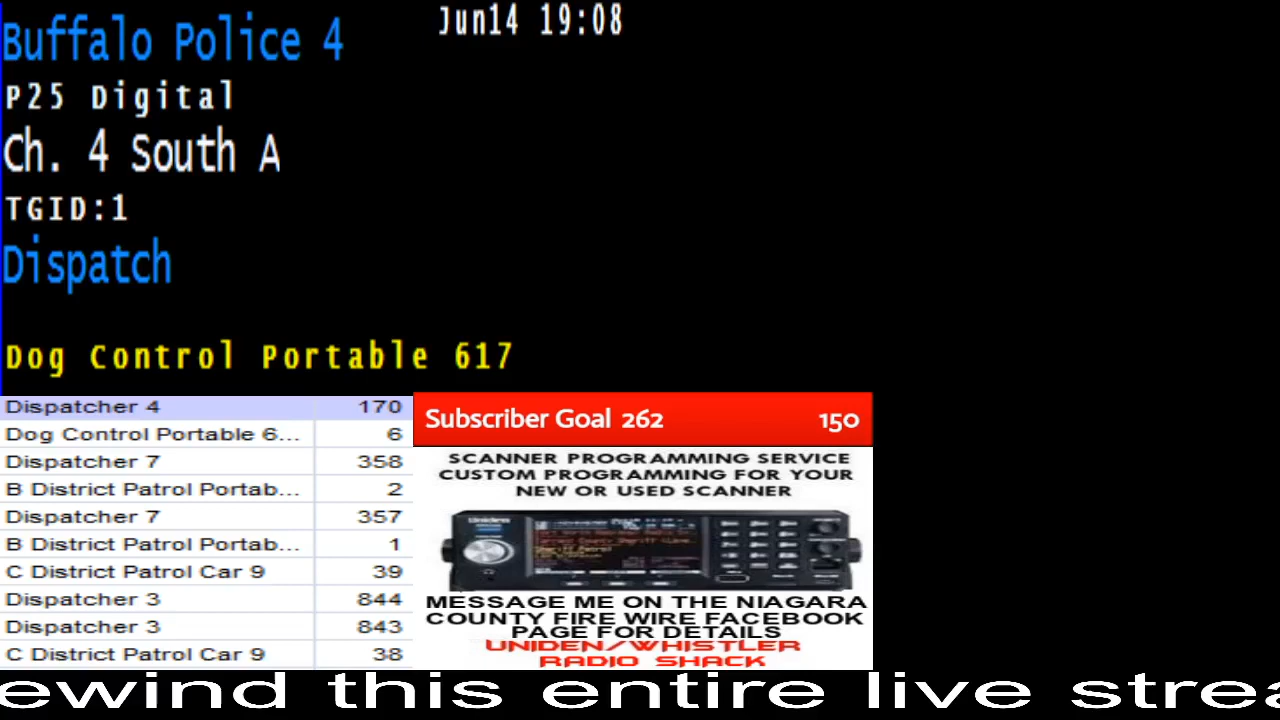 Buffalo Police 4
Jun14 19:08
P25 Digital
Ch. 4 South A
TGID:1
Dispatch
Dog Control Portable 617
Dispatcher 4 170
Dog Control Portable 6... 6
Dispatcher 7 358
B District Patrol Portab... 2
Dispatcher 7 357
B District Patrol Portab... 1
C District Patrol Car 9 39
Dispatcher 3 844
Dispatcher 3 843
C District Patrol Car 9 38
Subscriber Goal 262 150
SCANNER PROGRAMMING SERVICE
CUSTOM PROGRAMMING FOR YOUR
NEW OR USED SCANNER
Uniden
MESSAGE ME ON THE NIAGARA
COUNTY FIRE WIRE FACEBOOK
PAGE FOR DETAILS
UNIDEN/WHISTLER
RADIO SHACK
ewind this entire live strea